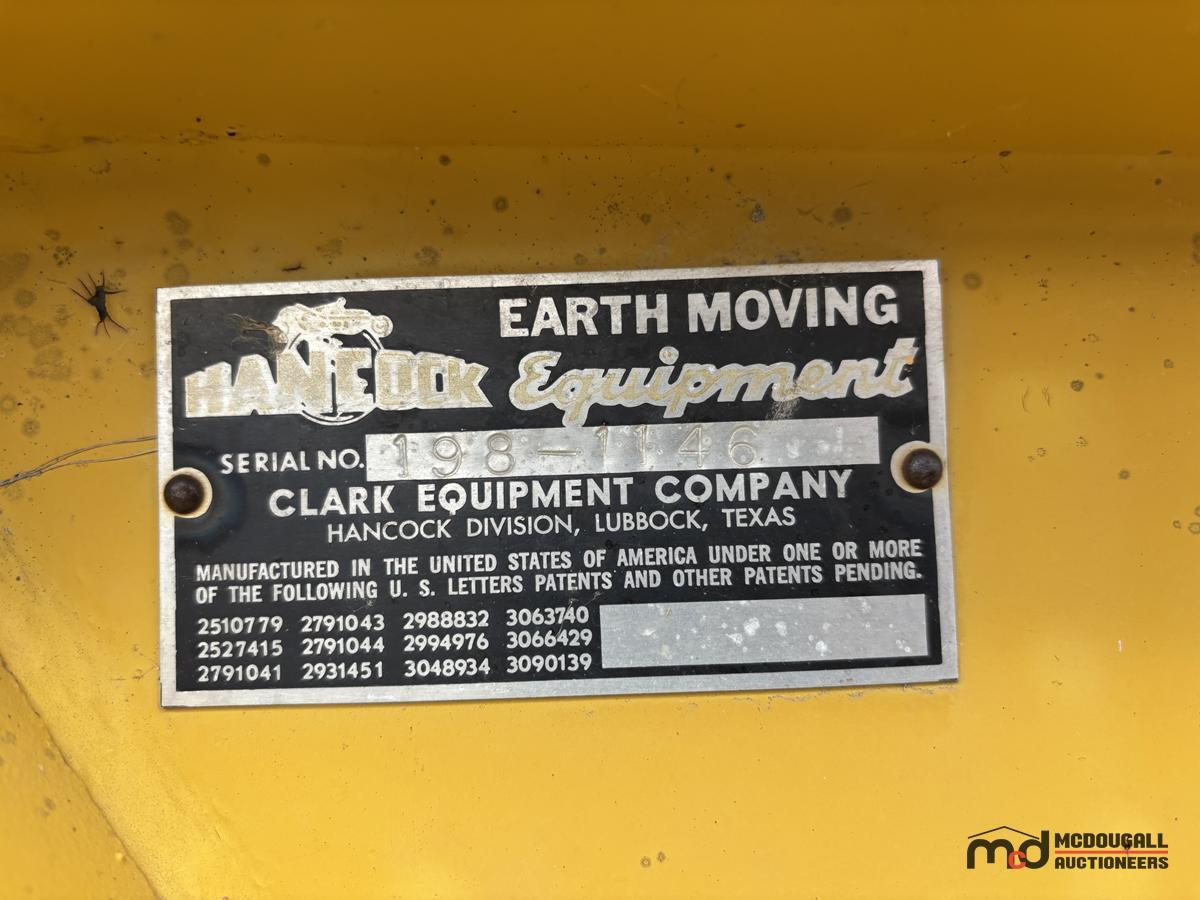 EARTH MOVING
HANCOCK Equipment
SERIAL NO. 198-1146
CLARK EQUIPMENT COMPANY
HANCOCK DIVISION, LUBBOCK, TEXAS
MANUFACTURED IN THE UNITED STATES OF AMERICA UNDER ONE OR MORE
OF THE FOLLOWING U. S. LETTERS PATENTS AND OTHER PATENTS PENDING.
2510779 2791043 2988832 3063740
2527415 2791044 2994976 3066429
2791041 2931451 3048934 3090139
mcd MCDOUGALL
AUCTIONEERS